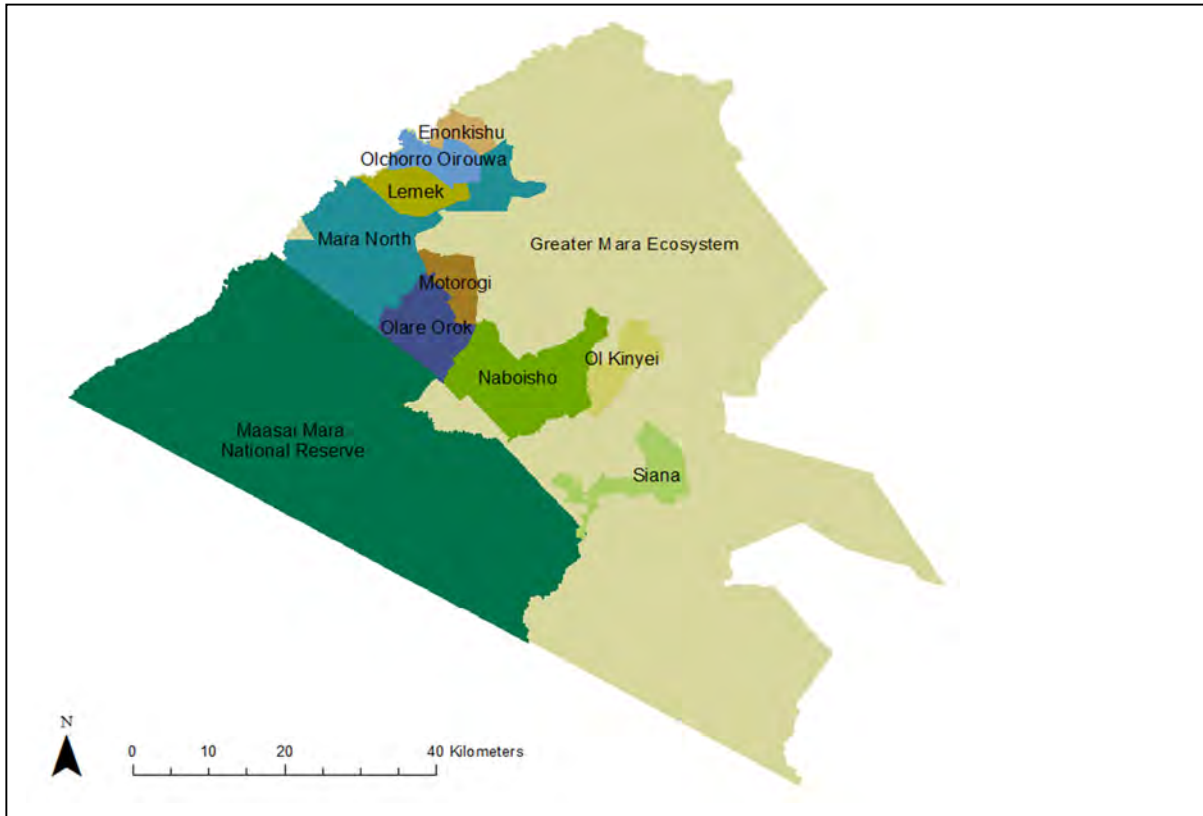 Enonkishu
Olchorro Oirouwa
Lemek
Mara North
Greater Mara Ecosystem
Motorogi
Olare Orok
Ol Kinyei
Naboisho
Maasai Mara
National Reserve
Siana
N
0 10 20 40 Kilometers